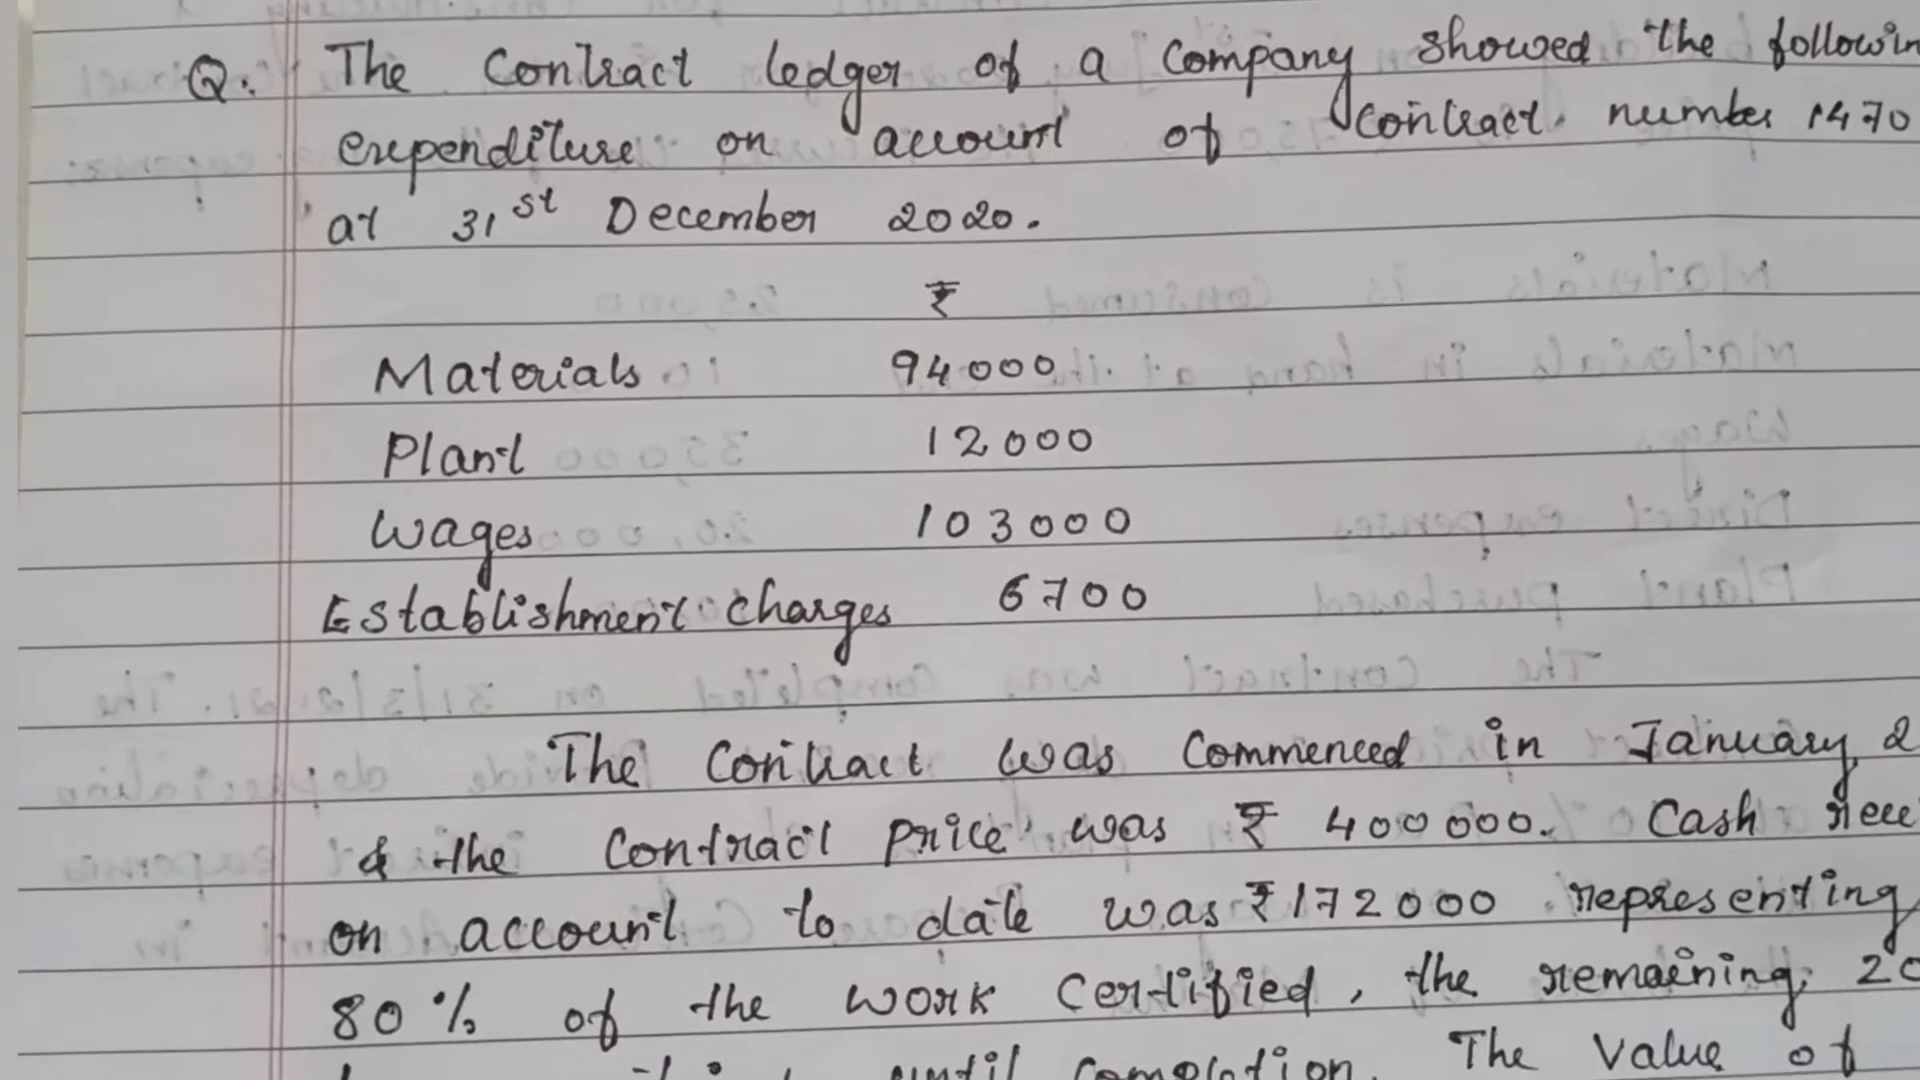 Q. The Contract ledger of a Company showed the followin
expenditure on account of Contract number 1470
at 31st December 2020.
₹
Materials 94000
Plant 12000
Wages 103000
Establishment charges 6700
The Contract was Commenced in January 2
& the Contract price was ₹ 400000. Cash rece
on account to date was ₹ 172000 representing
80% of the work Certified, the remaining 20
until completion. The Value of